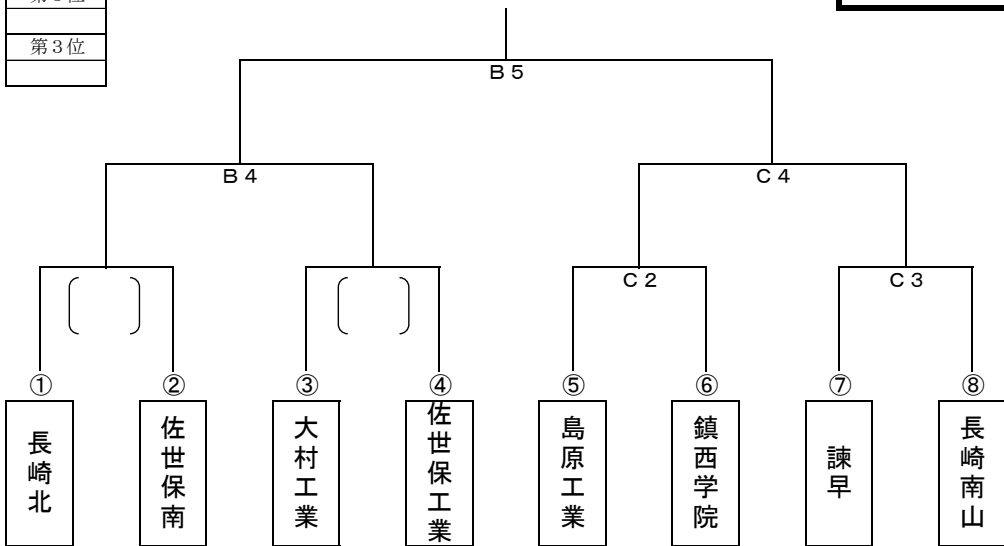 第3位
Ｂ５
Ｂ４
Ｃ４
Ｃ２
Ｃ３
①
②
③
④
⑤
⑥
⑦
⑧
長崎北
佐世保南
大村工業
佐世保工業
島原工業
鎮西学院
諫早
長崎南山